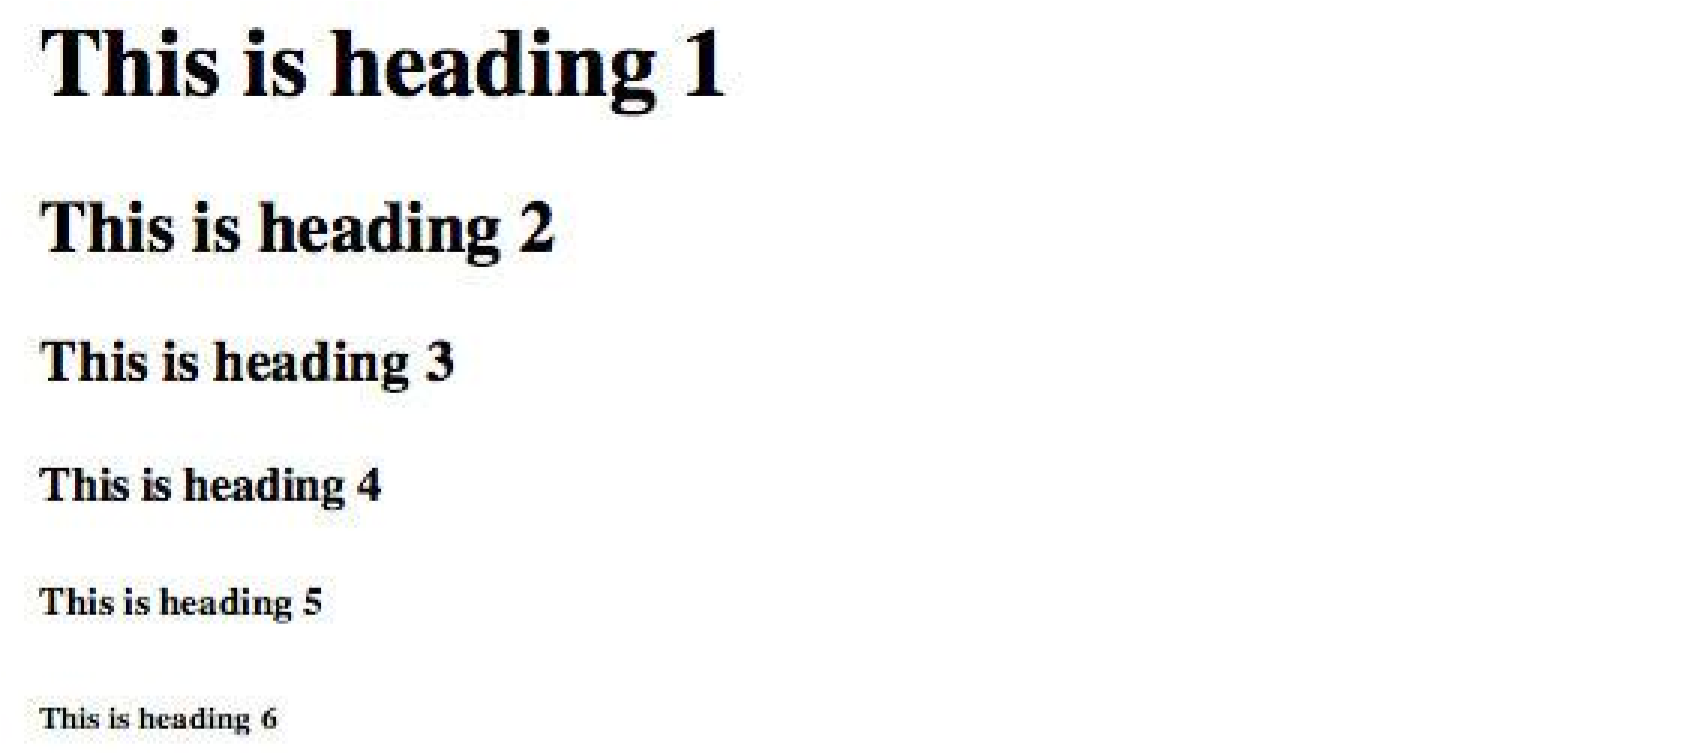 This is heading 1
This is heading 2
This is heading 3
This is heading 4
This is heading 5
This is heading 6